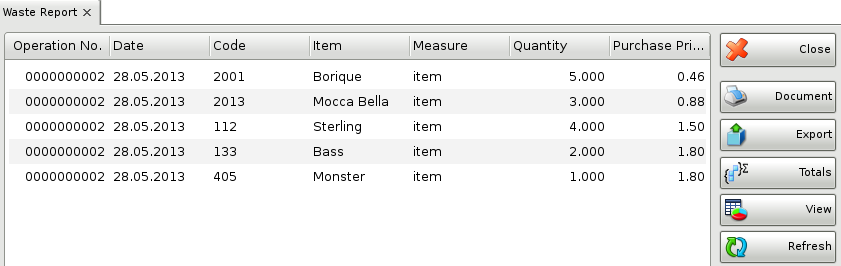 Waste Report ×
Operation No. Date Code Item Measure Quantity Purchase Pri...
0000000002 28.05.2013 2001 Borique item 5.000 0.46
0000000002 28.05.2013 2013 Mocca Bella item 3.000 0.88
0000000002 28.05.2013 112 Sterling item 4.000 1.50
0000000002 28.05.2013 133 Bass item 2.000 1.80
0000000002 28.05.2013 405 Monster item 1.000 1.80
Close
Document
Export
{}Σ Totals
View
Refresh